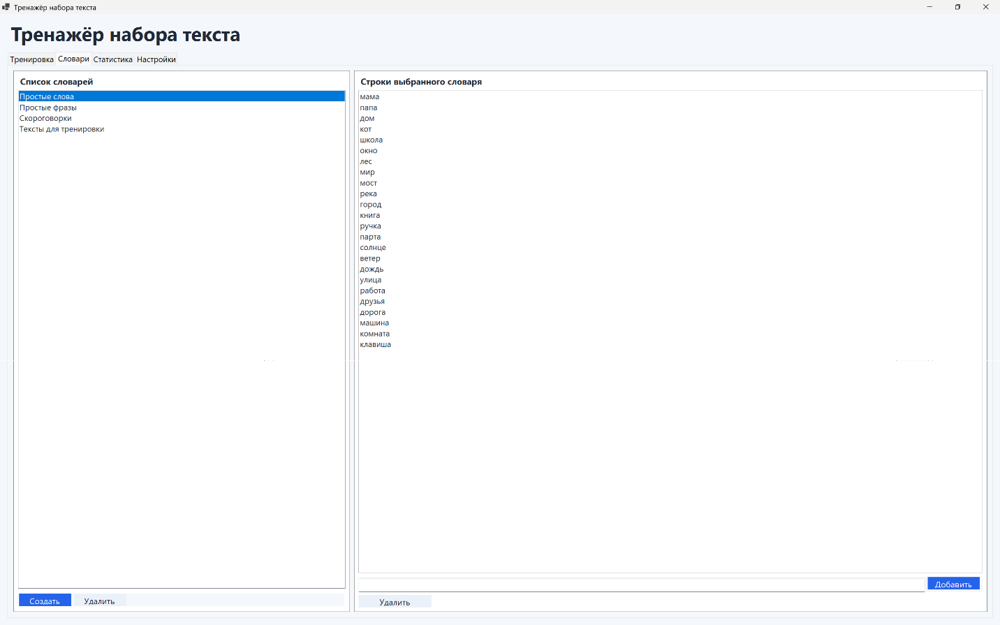 Тренажёр набора текста
Тренажёр набора текста
Тренировка Словари Статистика Настройки
Список словарей
Простые слова
Простые фразы
Скороговорки
Тексты для тренировки
Создать Удалить
Строки выбранного словаря
мама
папа
дом
кот
школа
окно
лес
мир
мост
река
город
книга
ручка
парта
солнце
ветер
дождь
улица
работа
друзья
дорога
машина
комната
клавиша
Добавить
Удалить